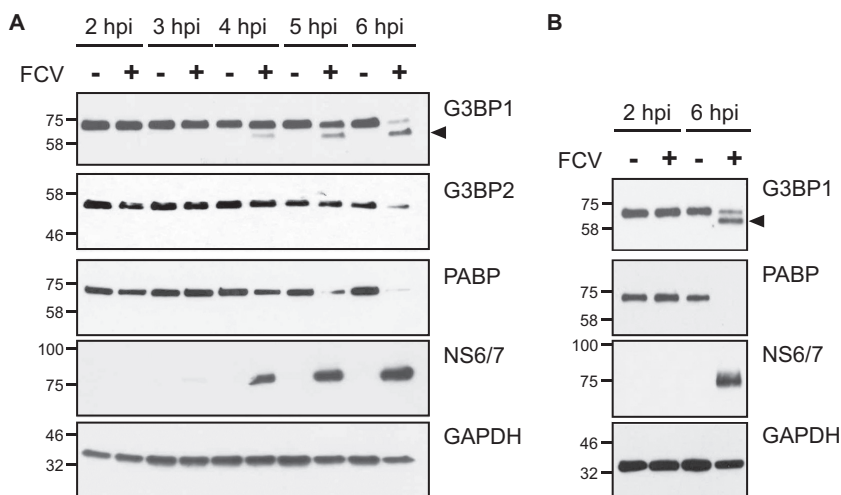 A
2 hpi 3 hpi 4 hpi 5 hpi 6 hpi
FCV - + - + - + - + - +
75
58
G3BP1
58
46
G3BP2
75
58
PABP
100
75
NS6/7
46
32
GAPDH
B
2 hpi 6 hpi
FCV - + - +
75
58
G3BP1
75
58
PABP
100
75
NS6/7
46
32
GAPDH